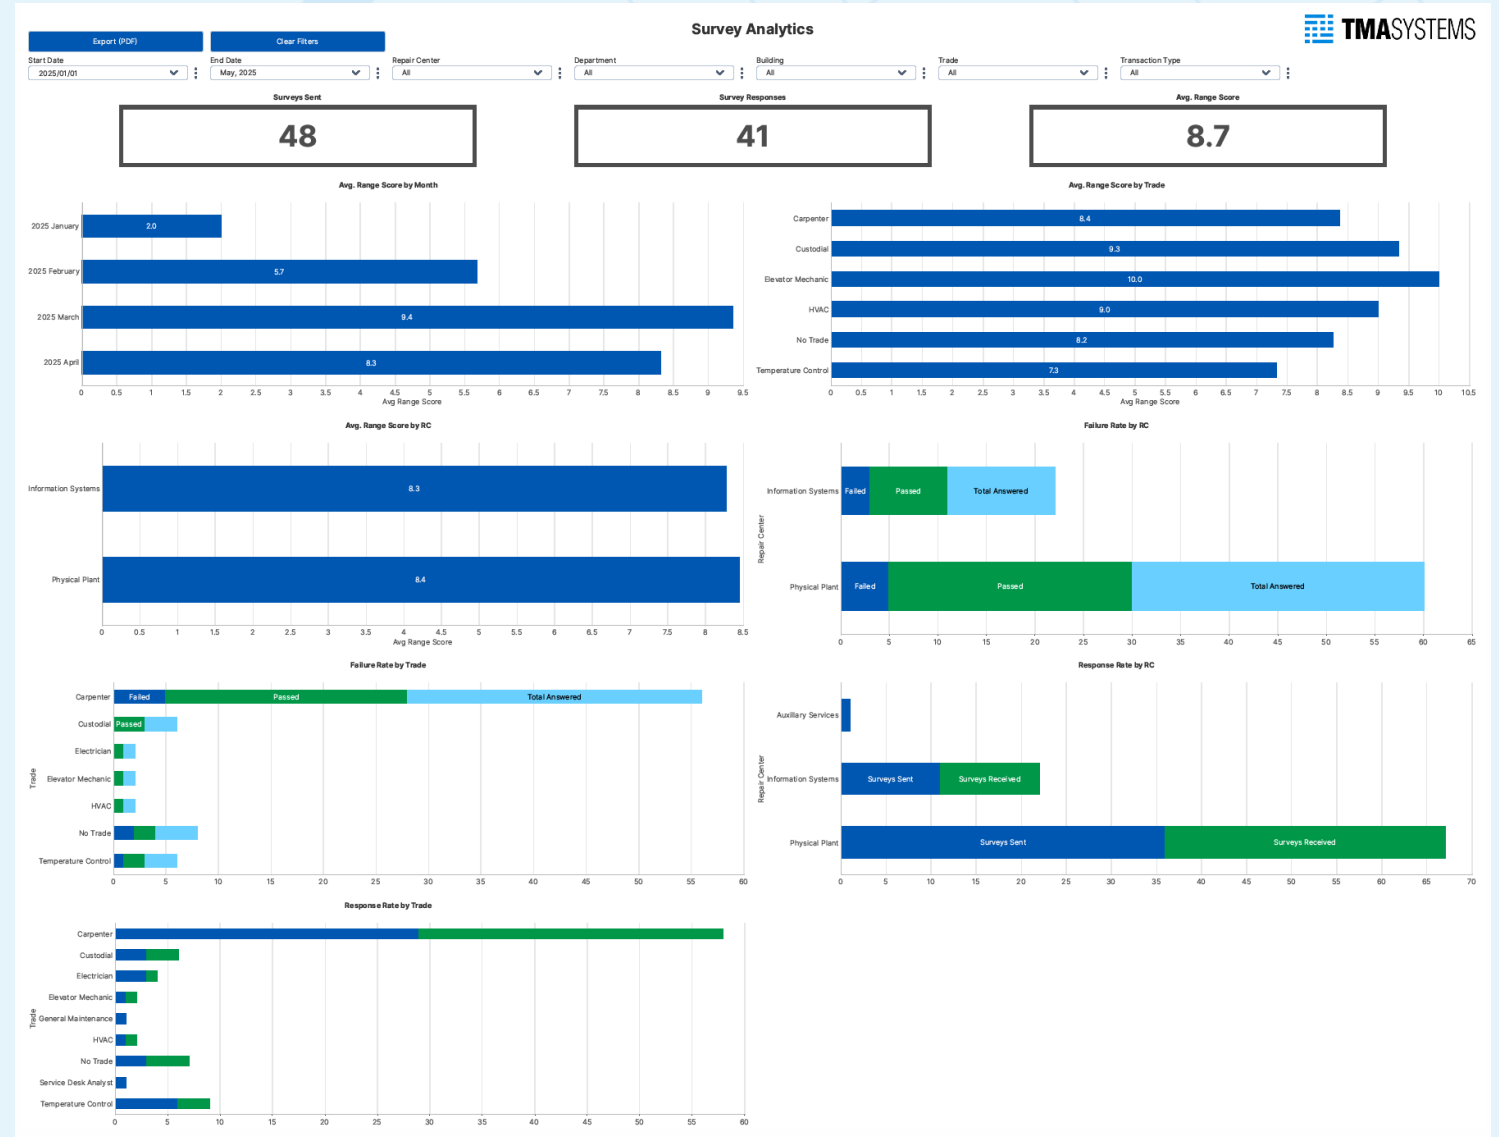 Survey Analytics
TMASYSTEMS
Export (PDF)
Clear Filters
Start Date
End Date
Repair Center
Department
Building
Trade
Transaction Type
2025/01/01
May, 2025
All
All
All
All
All
Surveys Sent
Survey Responses
Avg. Range Score
48
41
8.7
Avg. Range Score by Month
2025 January
2.0
2025 February
5.7
2025 March
9.4
2025 April
8.3
0 0.5 1 1.5 2 2.5 3 3.5 4 4.5 5 5.5 6 6.5 7 7.5 8 8.5 9 9.5
Avg Range Score
Avg. Range Score by Trade
Carpenter
8.4
Custodial
9.3
Elevator Mechanic
10.0
HVAC
9.0
No Trade
8.2
Temperature Control
7.3
0 0.5 1 1.5 2 2.5 3 3.5 4 4.5 5 5.5 6 6.5 7 7.5 8 8.5 9 9.5 10 10.5
Avg Range Score
Avg. Range Score by RC
Information Systems
8.3
Physical Plant
8.4
0 0.5 1 1.5 2 2.5 3 3.5 4 4.5 5 5.5 6 6.5 7 7.5 8 8.5
Avg Range Score
Failure Rate by RC
Repair Center
Information Systems
Failed
Passed
Total Answered
Physical Plant
Failed
Passed
Total Answered
0 5 10 15 20 25 30 35 40 45 50 55 60 65
Failure Rate by Trade
Trade
Carpenter
Failed
Passed
Total Answered
Custodial
Passed
Electrician
Elevator Mechanic
HVAC
No Trade
Temperature Control
0 5 10 15 20 25 30 35 40 45 50 55 60
Response Rate by RC
Repair Center
Auxillary Services
Information Systems
Surveys Sent
Surveys Received
Physical Plant
Surveys Sent
Surveys Received
0 5 10 15 20 25 30 35 40 45 50 55 60 65 70
Response Rate by Trade
Trade
Carpenter
Custodial
Electrician
Elevator Mechanic
General Maintenance
HVAC
No Trade
Service Desk Analyst
Temperature Control
0 5 10 15 20 25 30 35 40 45 50 55 60